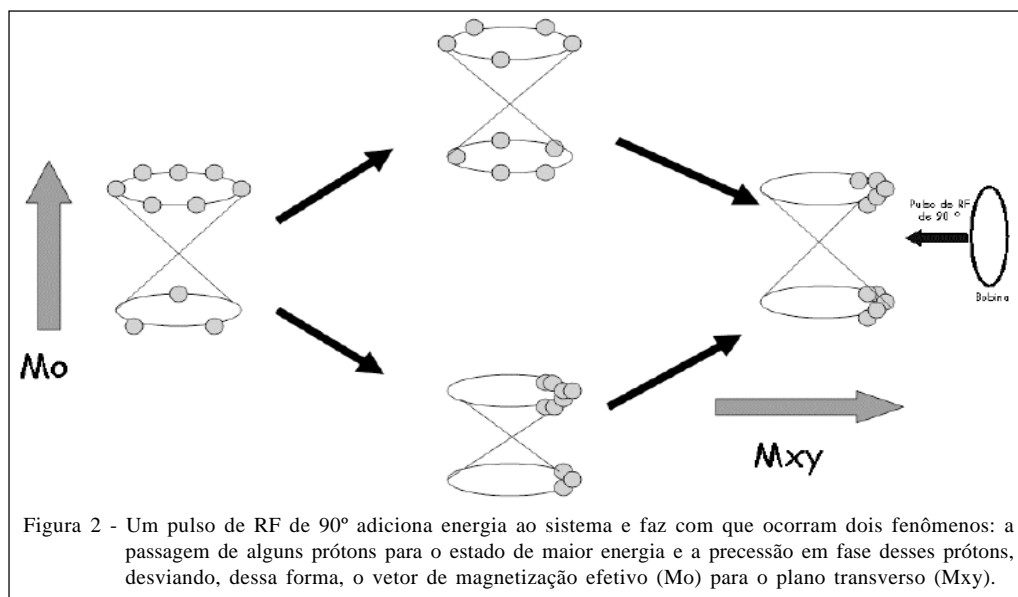 Mo
Pulso de RF
de 90 º
Bobina
Mxy
Figura 2 - Um pulso de RF de 90º adiciona energia ao sistema e faz com que ocorram dois fenômenos: a
passagem de alguns prótons para o estado de maior energia e a precessão em fase desses prótons,
desviando, dessa forma, o vetor de magnetização efetivo (Mo) para o plano transverso (Mxy).